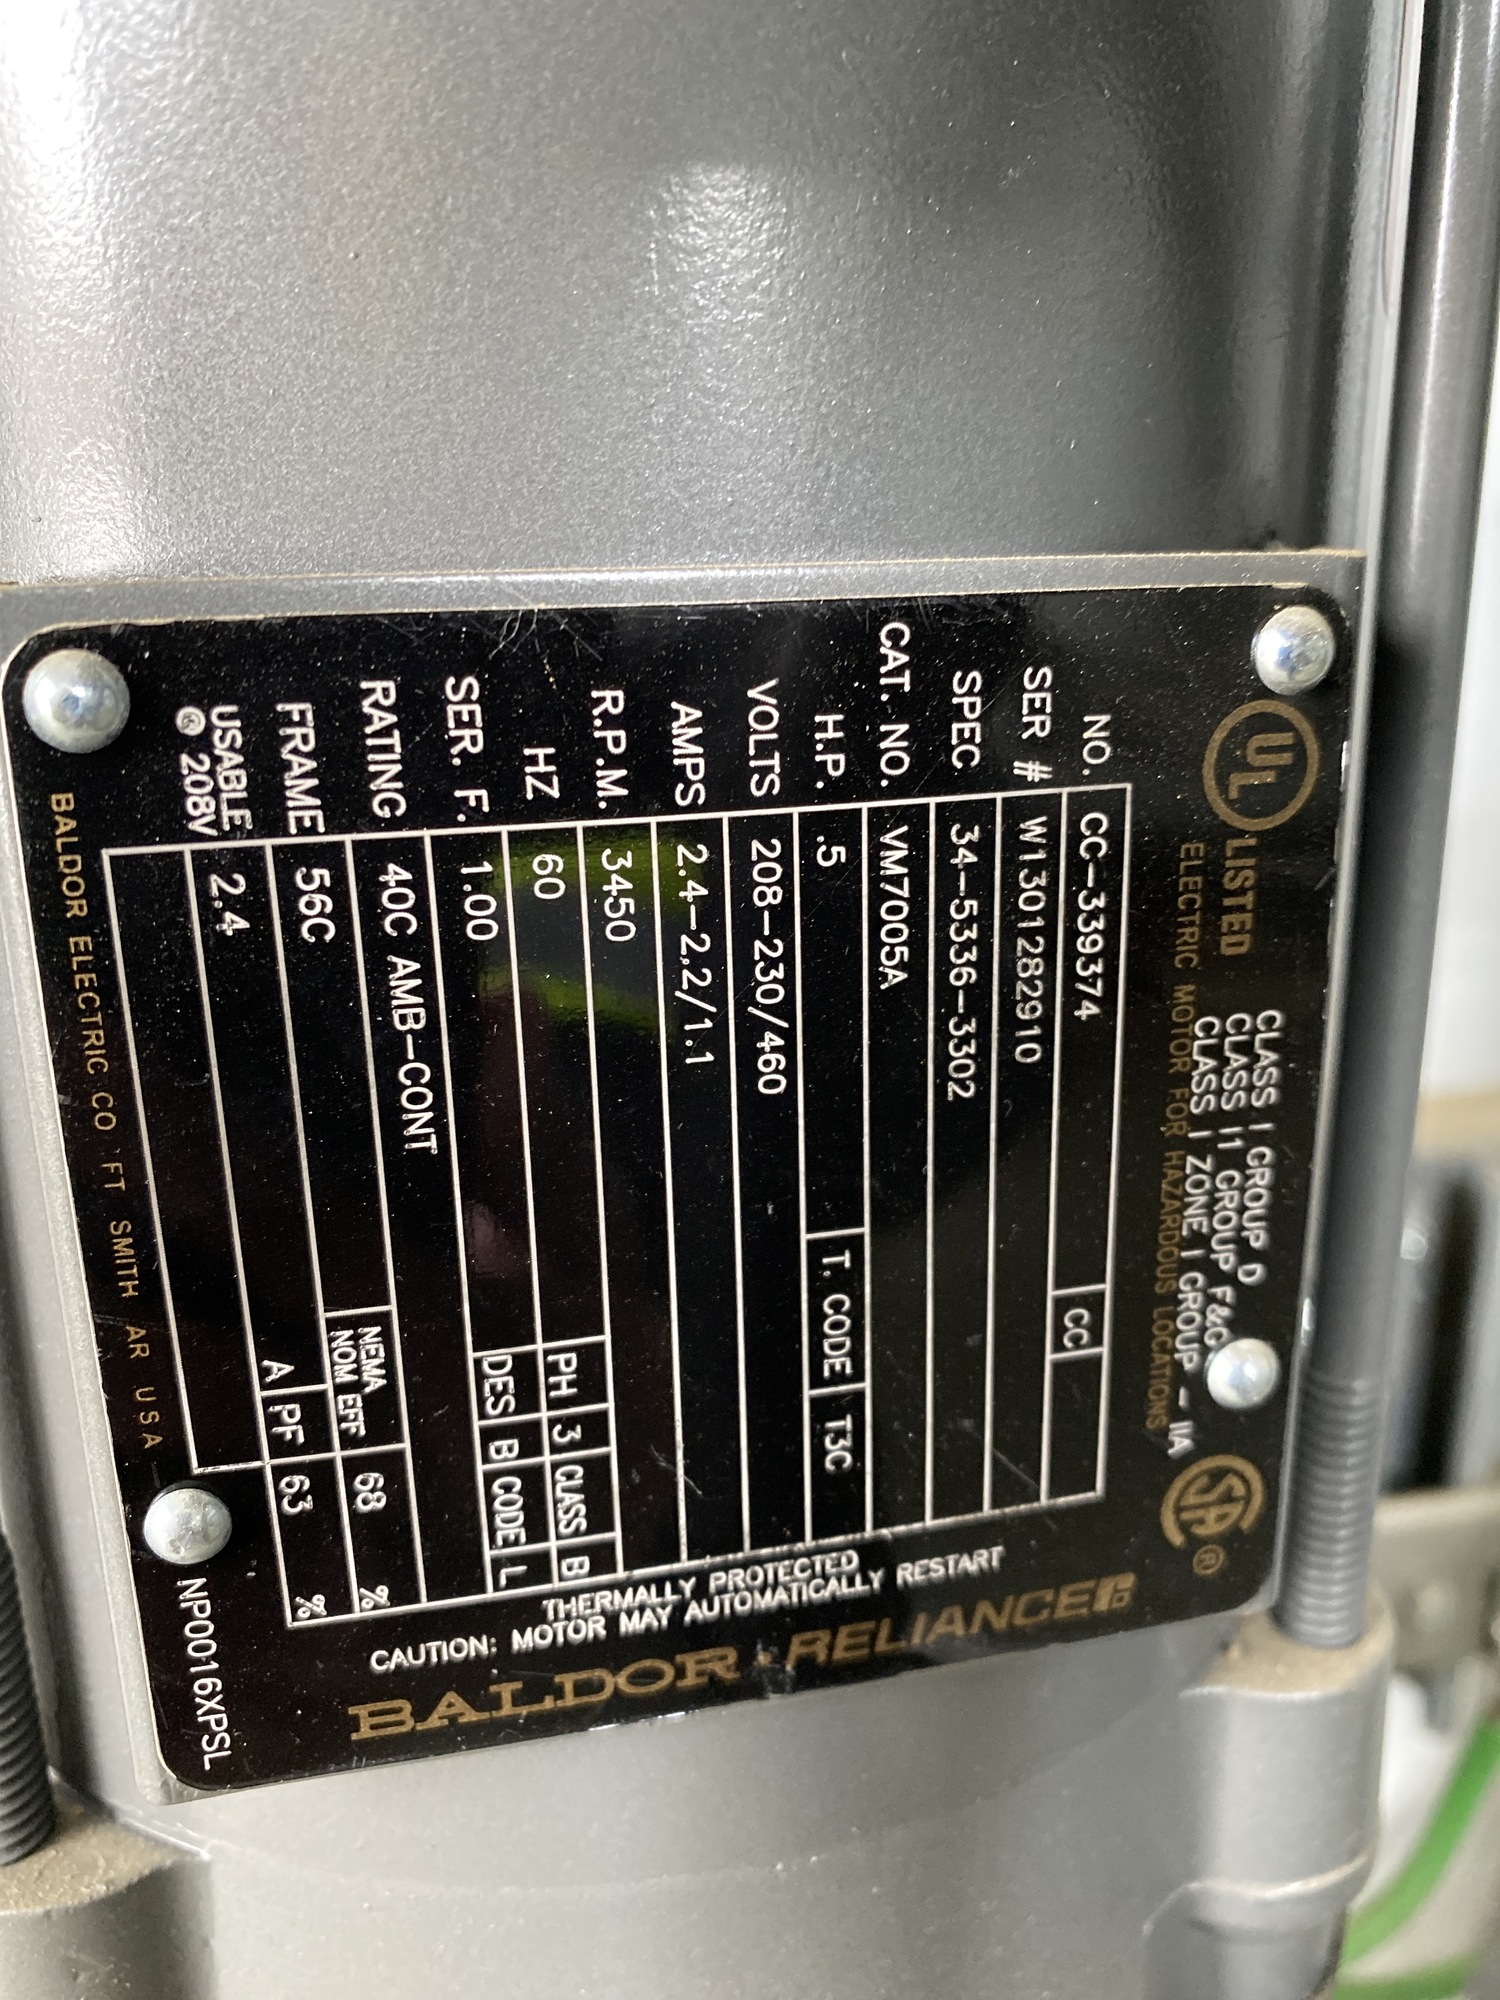 UL LISTED
CLASS I GROUP D
CLASS II GROUP F&G
CLASS I ZONE I GROUP - IIA
ELECTRIC MOTOR FOR HAZARDOUS LOCATIONS
SA ®
NO. CC-339374 CC
SER # W1301282910
SPEC 34-5336-3302
CAT. NO. VM7005A
H.P. .5 T. CODE T3C
VOLTS 208-230/460
AMPS 2.4-2.2/1.1
R.P.M. 3450
HZ 60 PH 3 CLASS B
SER. F. 1.00 DES B CODE L
RATING 40C AMB-CONT
NEMA
NOM EFF 68 %
FRAME 56C
A PF 63 %
USABLE
@ 208V 2.4
THERMALLY PROTECTED
CAUTION: MOTOR MAY AUTOMATICALLY RESTART
BALDOR·RELIANCE
BALDOR ELECTRIC CO FT SMITH AR USA
NP0016XPSL